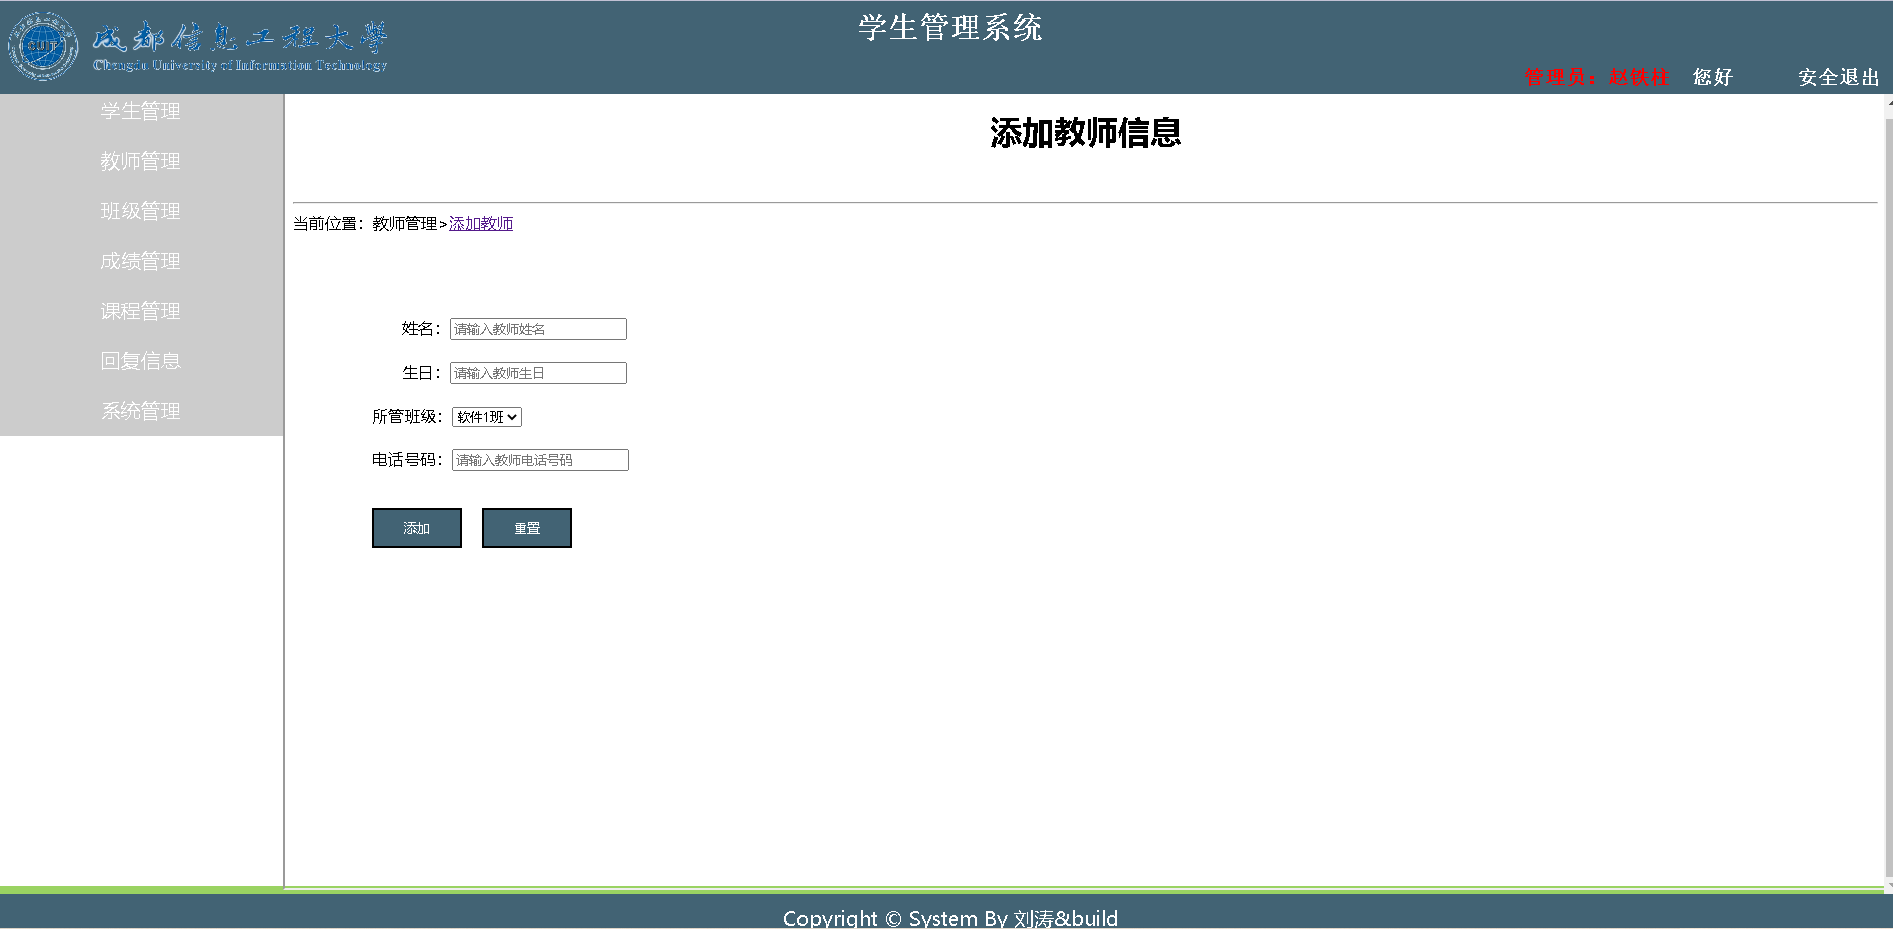 成都信息工程大學
Chengdu University of Information Technology
学生管理系统
管理员：赵铁柱 您好 安全退出
学生管理
教师管理
班级管理
成绩管理
课程管理
回复信息
系统管理
添加教师信息
当前位置：教师管理>添加教师
姓名：请输入教师姓名
生日：请输入教师生日
所管班级：软件1班
电话号码：请输入教师电话号码
添加 重置
Copyright © System By 刘涛&build